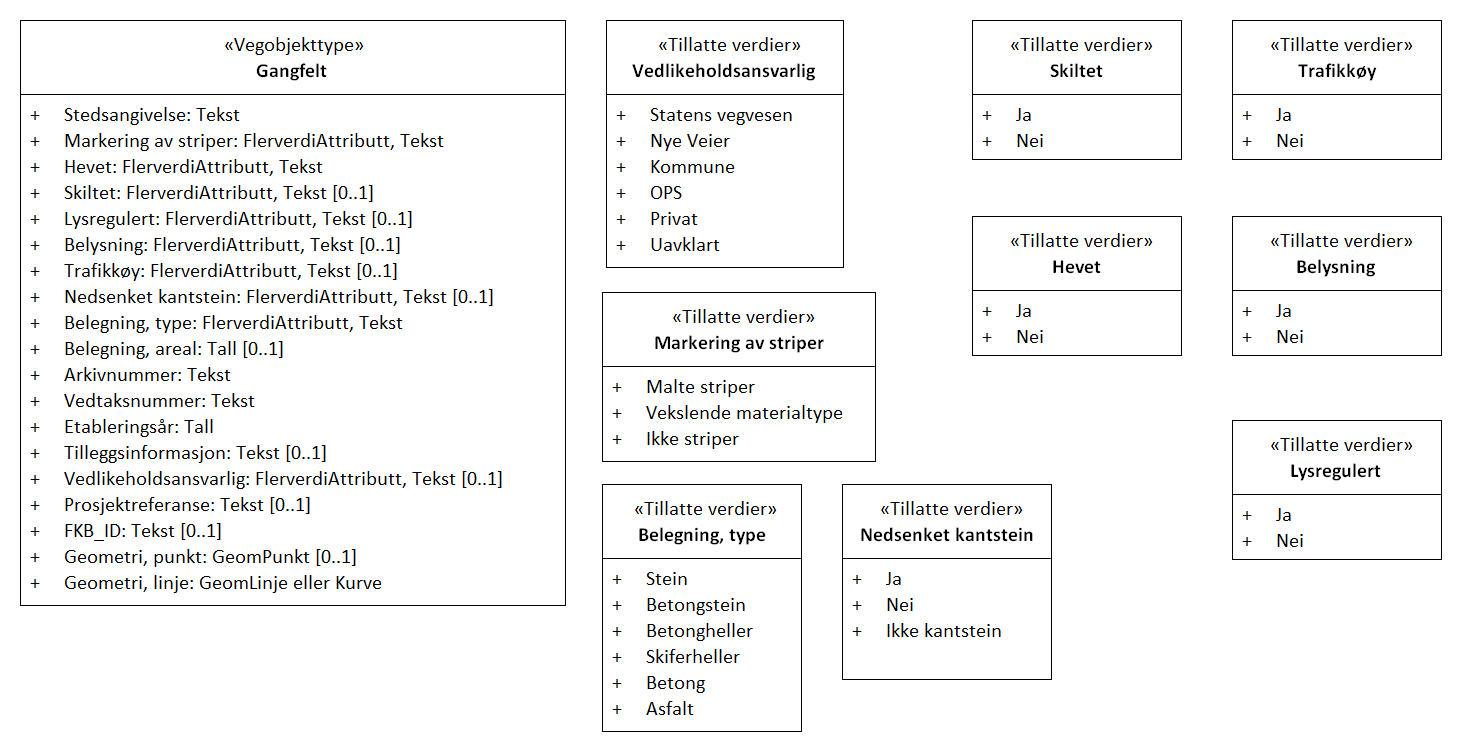 «Vegobjekttype»
Gangfelt
+ Stedsangivelse: Tekst
+ Markering av striper: FlerverdiAttributt, Tekst
+ Hevet: FlerverdiAttributt, Tekst
+ Skiltet: FlerverdiAttributt, Tekst [0..1]
+ Lysregulert: FlerverdiAttributt, Tekst [0..1]
+ Belysning: FlerverdiAttributt, Tekst [0..1]
+ Trafikkøy: FlerverdiAttributt, Tekst [0..1]
+ Nedsenket kantstein: FlerverdiAttributt, Tekst [0..1]
+ Belegning, type: FlerverdiAttributt, Tekst
+ Belegning, areal: Tall [0..1]
+ Arkivnummer: Tekst
+ Vedtaksnummer: Tekst
+ Etableringsår: Tall
+ Tilleggsinformasjon: Tekst [0..1]
+ Vedlikeholdsansvarlig: FlerverdiAttributt, Tekst [0..1]
+ Prosjektreferanse: Tekst [0..1]
+ FKB_ID: Tekst [0..1]
+ Geometri, punkt: GeomPunkt [0..1]
+ Geometri, linje: GeomLinje eller Kurve
«Tillatte verdier»
Vedlikeholdsansvarlig
+ Statens vegvesen
+ Nye Veier
+ Kommune
+ OPS
+ Privat
+ Uavklart
«Tillatte verdier»
Markering av striper
+ Malte striper
+ Vekslende materialtype
+ Ikke striper
«Tillatte verdier»
Belegning, type
+ Stein
+ Betongstein
+ Betongheller
+ Skiferheller
+ Betong
+ Asfalt
«Tillatte verdier»
Nedsenket kantstein
+ Ja
+ Nei
+ Ikke kantstein
«Tillatte verdier»
Skiltet
+ Ja
+ Nei
«Tillatte verdier»
Hevet
+ Ja
+ Nei
«Tillatte verdier»
Trafikkøy
+ Ja
+ Nei
«Tillatte verdier»
Belysning
+ Ja
+ Nei
«Tillatte verdier»
Lysregulert
+ Ja
+ Nei